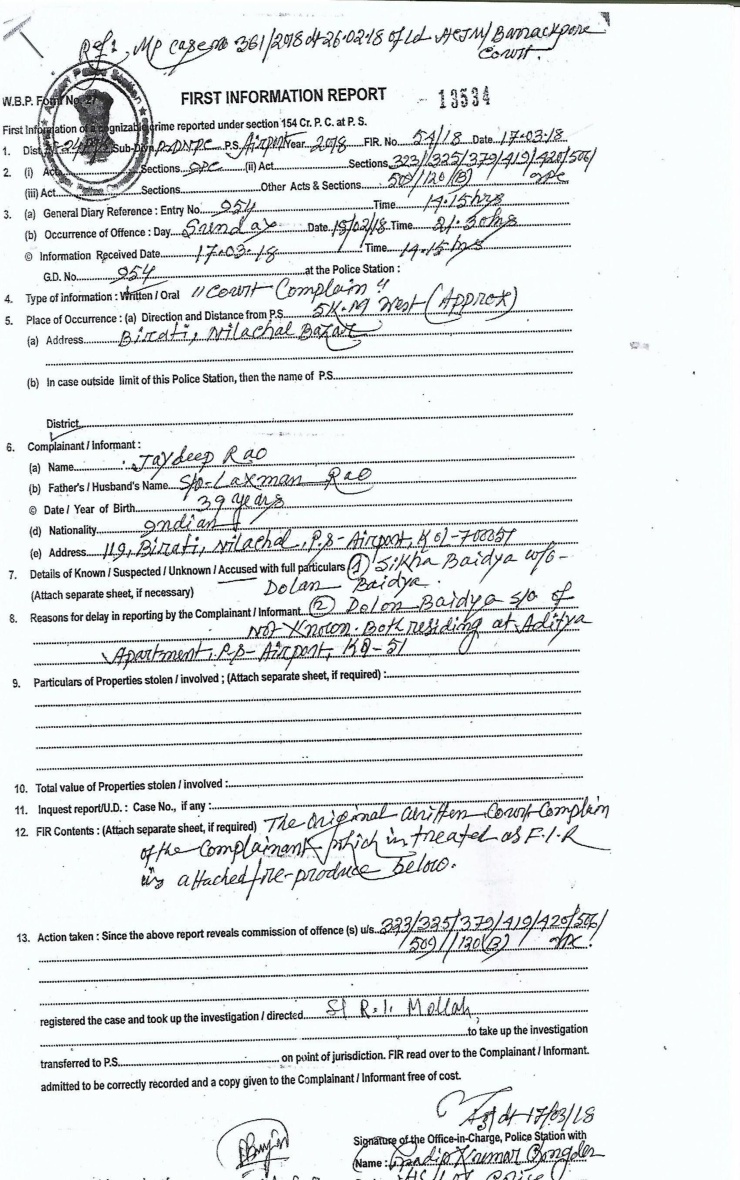 Ref:, MP case no 361/2018 dt 26.02.18 of Ld ACJM/Barrackpore
Court.
W.B.P. Form No. 27
FIRST INFORMATION REPORT
13534
First Information of a cognizable crime reported under section 154 Cr. P. C. at P. S.
1. Dist. Sub-Dvn. P.S. Airport Year 2018 FIR. No. 54/18 Date 17.03.18
2. (i) Act Sections IPC (ii) Act Sections 323/325/379/419/420/506/
(iii) Act Sections Other Acts & Sections 509/120(B) IPC
3. (a) General Diary Reference : Entry No. 954 Time 14.15 hrs
(b) Occurrence of Offence : Day Sunday Date Time 21.30 hrs
© Information Received Date 17.03.18 Time 14.15 hrs
G.D. No. 954 at the Police Station :
4. Type of information : Written / Oral "Court Complain"
5. Place of Occurrence : (a) Direction and Distance from P.S. 5 K.M West (Approx)
(a) Address Birati, Nilachal Bazar
(b) In case outside limit of this Police Station, then the name of P.S.
District
6. Complainant / Informant :
(a) Name Jaydeep Rao
(b) Father's / Husband's Name S/o- Laxman Rao
© Date / Year of Birth 39 years
(d) Nationality Indian
(e) Address 119, Birati, Nilachal, P.S- Airport, Kol-700051
7. Details of Known / Suspected / Unknown / Accused with full particulars (1) Sikha Baidya w/o-
(Attach separate sheet, if necessary) Dolan Baidya.
8. Reasons for delay in reporting by the Complainant / Informant (2) Dolon Baidya s/o of
Not Known. Both residing at Aditya
Apartment, P.S- Airport, Kol-51
9. Particulars of Properties stolen / involved ; (Attach separate sheet, if required) :
10. Total value of Properties stolen / involved :
11. Inquest report/U.D. : Case No., if any :
12. FIR Contents : (Attach separate sheet, if required) The Original written Court Complain
of the Complainant which in treated as F.I.R
is attached/re-produce below.
13. Action taken : Since the above report reveals commission of offence (s) u/s. 323/325/379/419/420/506/
509/120(B) IPC.
registered the case and took up the investigation / directed SI R.I. Mollah
to take up the investigation
transferred to P.S. on point of jurisdiction. FIR read over to the Complainant / Informant.
admitted to be correctly recorded and a copy given to the Complainant / Informant free of cost.
17/03/18
Signature of the Office-in-Charge, Police Station with
Name : Kumar